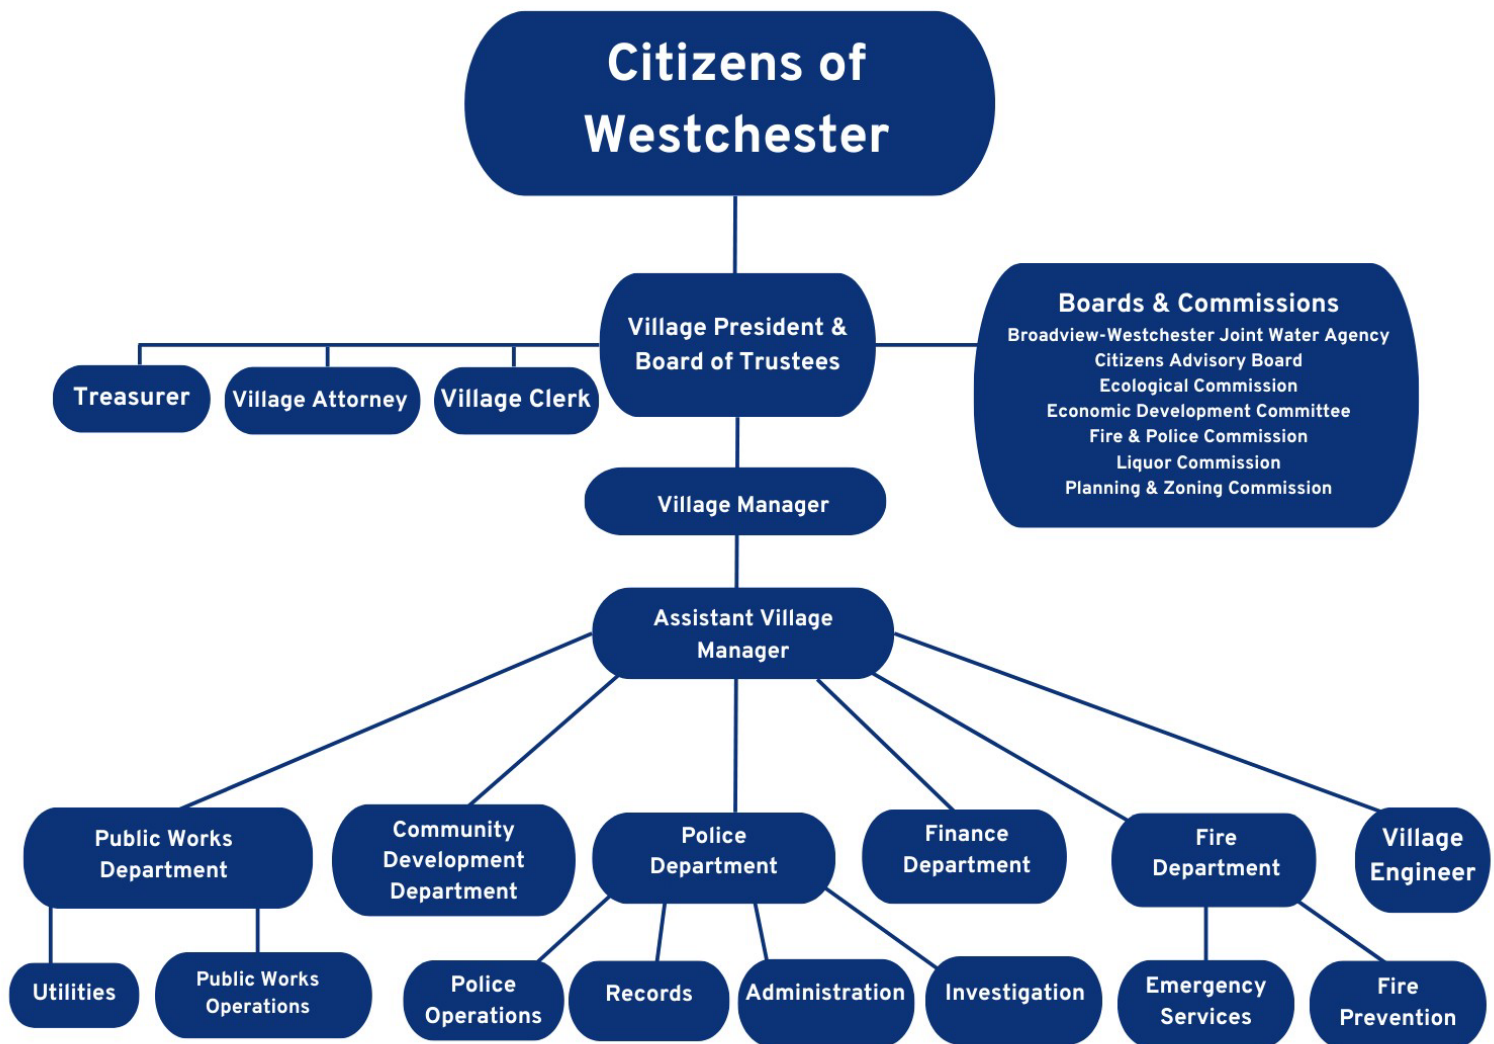 Citizens of
Westchester
Village President &
Board of Trustees
Boards & Commissions
Broadview-Westchester Joint Water Agency
Citizens Advisory Board
Ecological Commission
Economic Development Committee
Fire & Police Commission
Liquor Commission
Planning & Zoning Commission
Treasurer
Village Attorney
Village Clerk
Village Manager
Assistant Village
Manager
Public Works
Department
Community
Development
Department
Police
Department
Finance
Department
Fire
Department
Village
Engineer
Utilities
Public Works
Operations
Police
Operations
Records
Administration
Investigation
Emergency
Services
Fire
Prevention